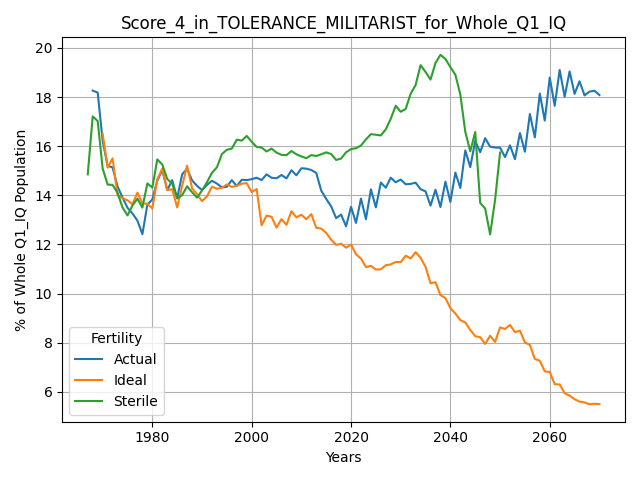 Score_4_in_TOLERANCE_MILITARIST_for_Whole_Q1_IQ
% of Whole Q1_IQ Population
20
18
16
14
12
10
8
6
Fertility
Actual
Ideal
Sterile
1980
2000
2020
2040
2060
Years